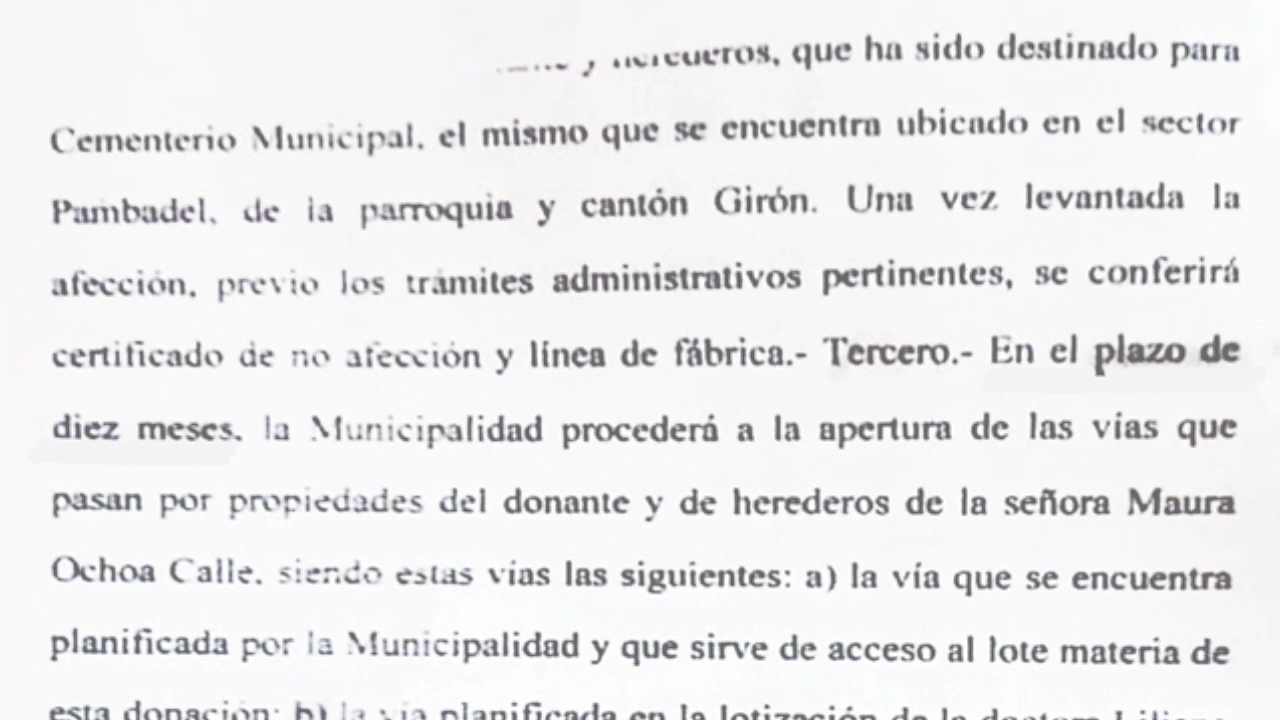 y herederos, que ha sido destinado para
Cementerio Municipal, el mismo que se encuentra ubicado en el sector
Pambadel, de la parroquia y cantón Girón. Una vez levantada la
afección, previo los trámites administrativos pertinentes, se conferirá
certificado de no afección y línea de fábrica.- Tercero.- En el plazo de
diez meses, la Municipalidad procederá a la apertura de las vías que
pasan por propiedades del donante y de herederos de la señora Maura
Ochoa Calle, siendo estas vías las siguientes: a) la vía que se encuentra
planificada por la Municipalidad y que sirve de acceso al lote materia de
esta donación; b) la vía planificada en la lotización de la doctora